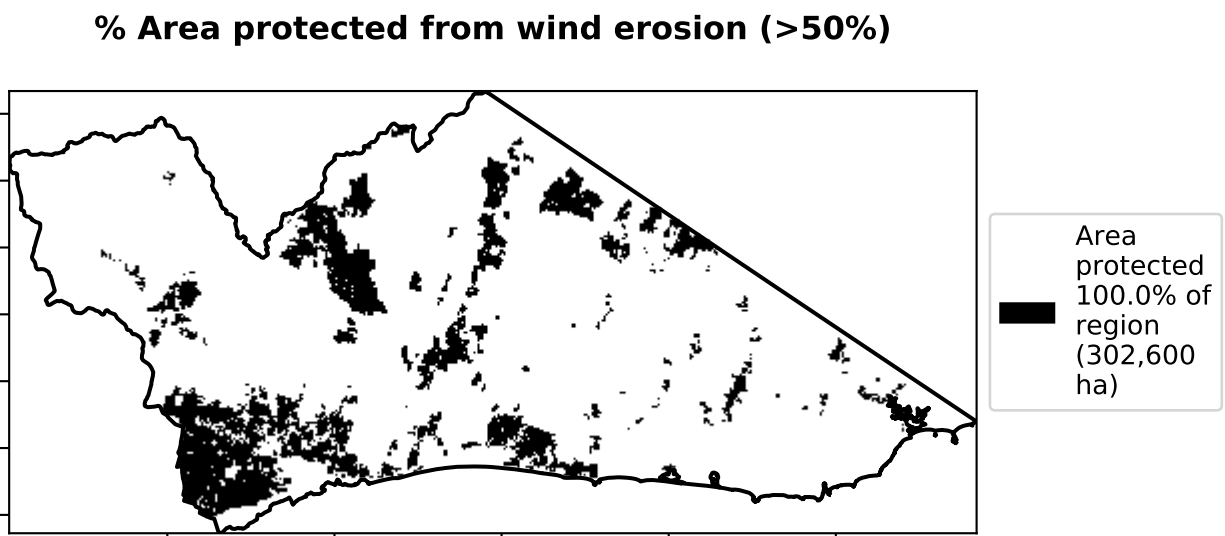 % Area protected from wind erosion (>50%)
Area
protected
100.0% of
region
(302,600
ha)